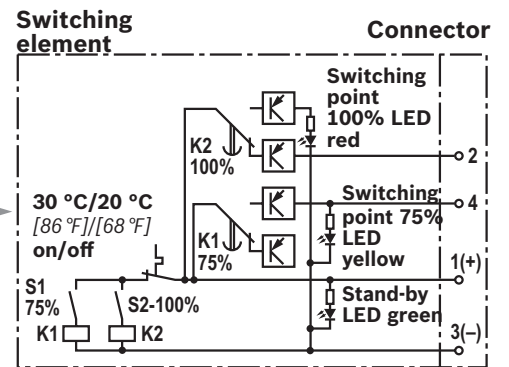 Switching
element
Connector
Switching
point
100% LED
red
K2
100%
2
30 °C/20 °C
[86 °F]/[68 °F]
on/off
Switching
point 75%
LED
yellow
4
K1
75%
1(+)
S1
75%
S2-100%
Stand-by
LED green
K1
K2
3(–)